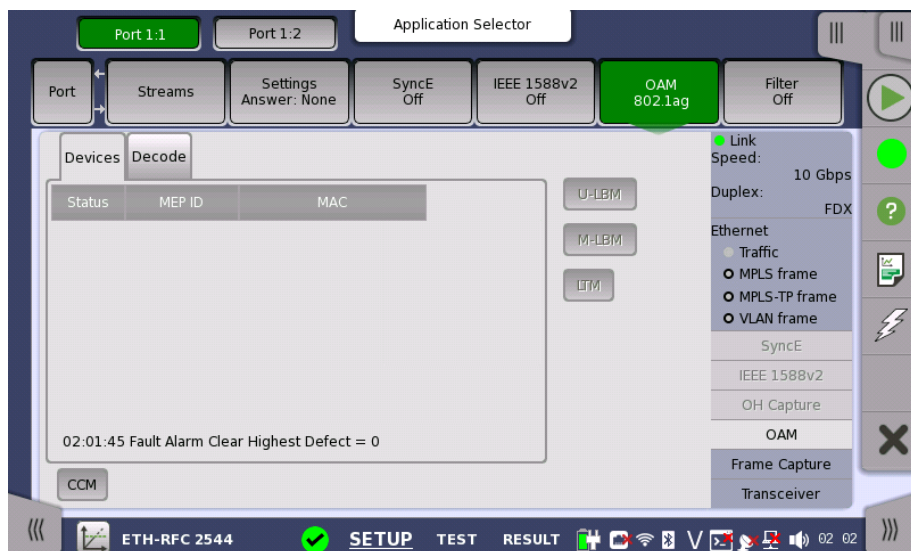 Application Selector
Port 1:1
Port 1:2
Port
Streams
Settings
Answer: None
SyncE
Off
IEEE 1588v2
Off
OAM
802.1ag
Filter
Off
Devices
Decode
Status
MEP ID
MAC
U-LBM
M-LBM
LTM
02:01:45 Fault Alarm Clear Highest Defect = 0
CCM
Link
Speed:
10 Gbps
Duplex:
FDX
Ethernet
Traffic
MPLS frame
MPLS-TP frame
VLAN frame
SyncE
IEEE 1588v2
OH Capture
OAM
Frame Capture
Transceiver
ETH-RFC 2544
SETUP
TEST
RESULT
V
02 02